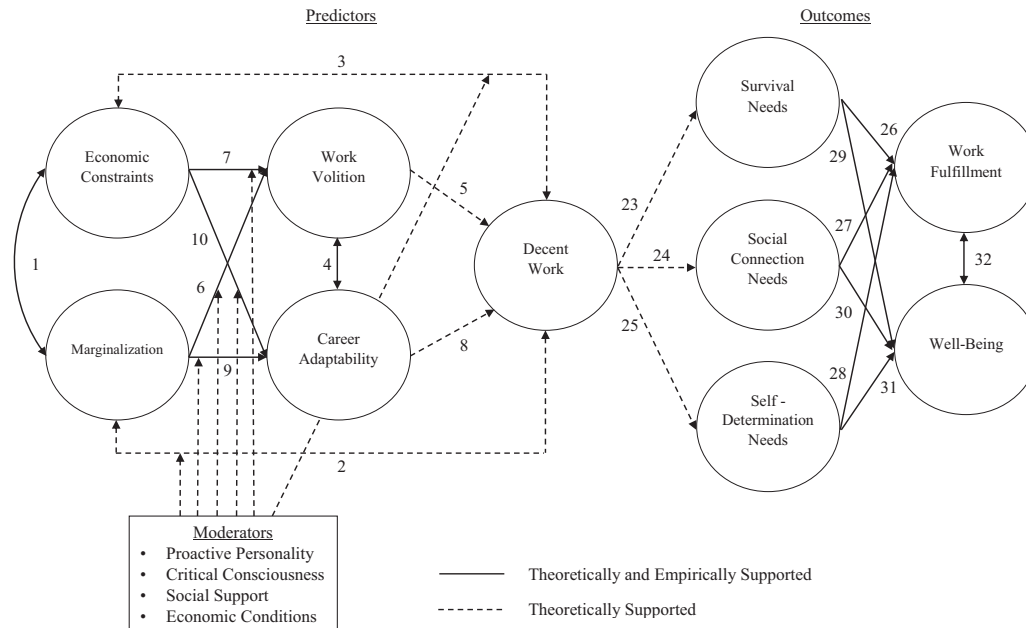 Predictors
Outcomes
3
Economic
Constraints
7
Work
Volition
5
10
1
4
6
Marginalization
9
Career
Adaptability
8
2
Decent
Work
23
24
25
Survival
Needs
Social
Connection
Needs
Self -
Determination
Needs
26
29
27
30
28
31
Work
Fulfillment
32
Well-Being
Moderators
• Proactive Personality
• Critical Consciousness
• Social Support
• Economic Conditions
Theoretically and Empirically Supported
Theoretically Supported